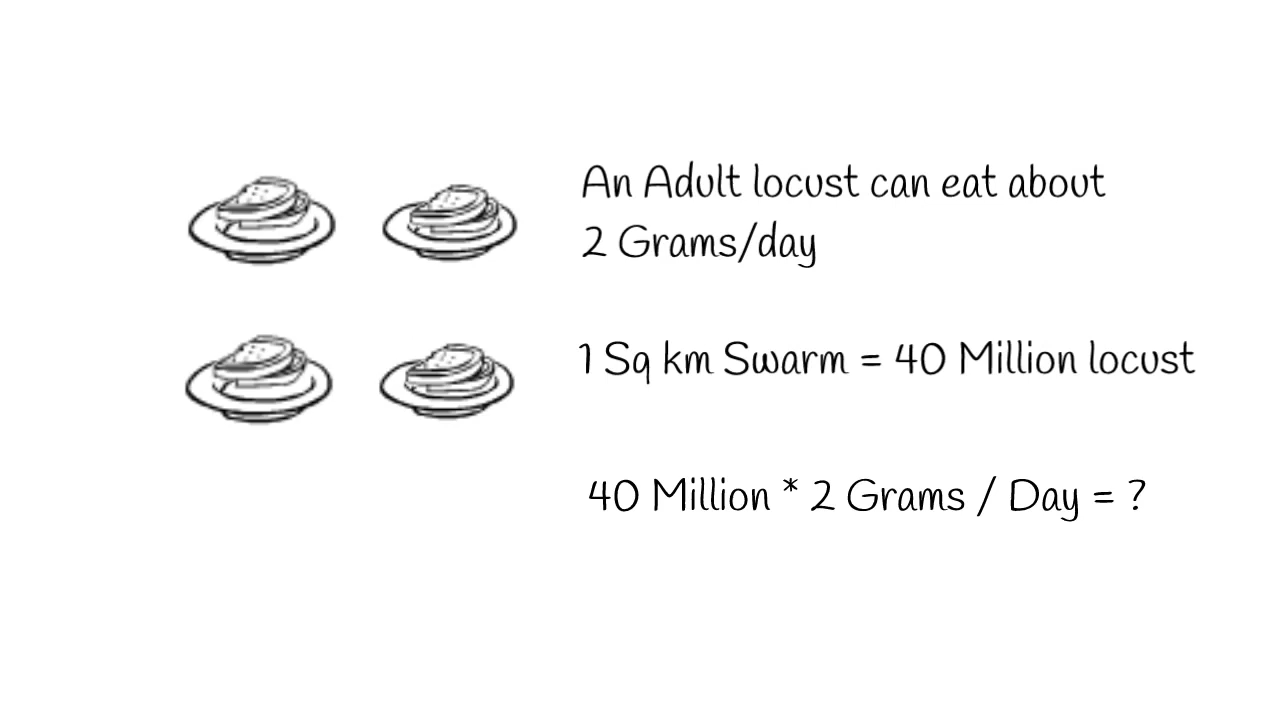 An Adult locust can eat about
2 Grams/day
1 Sq km Swarm = 40 Million locust
40 Million * 2 Grams / Day = ?